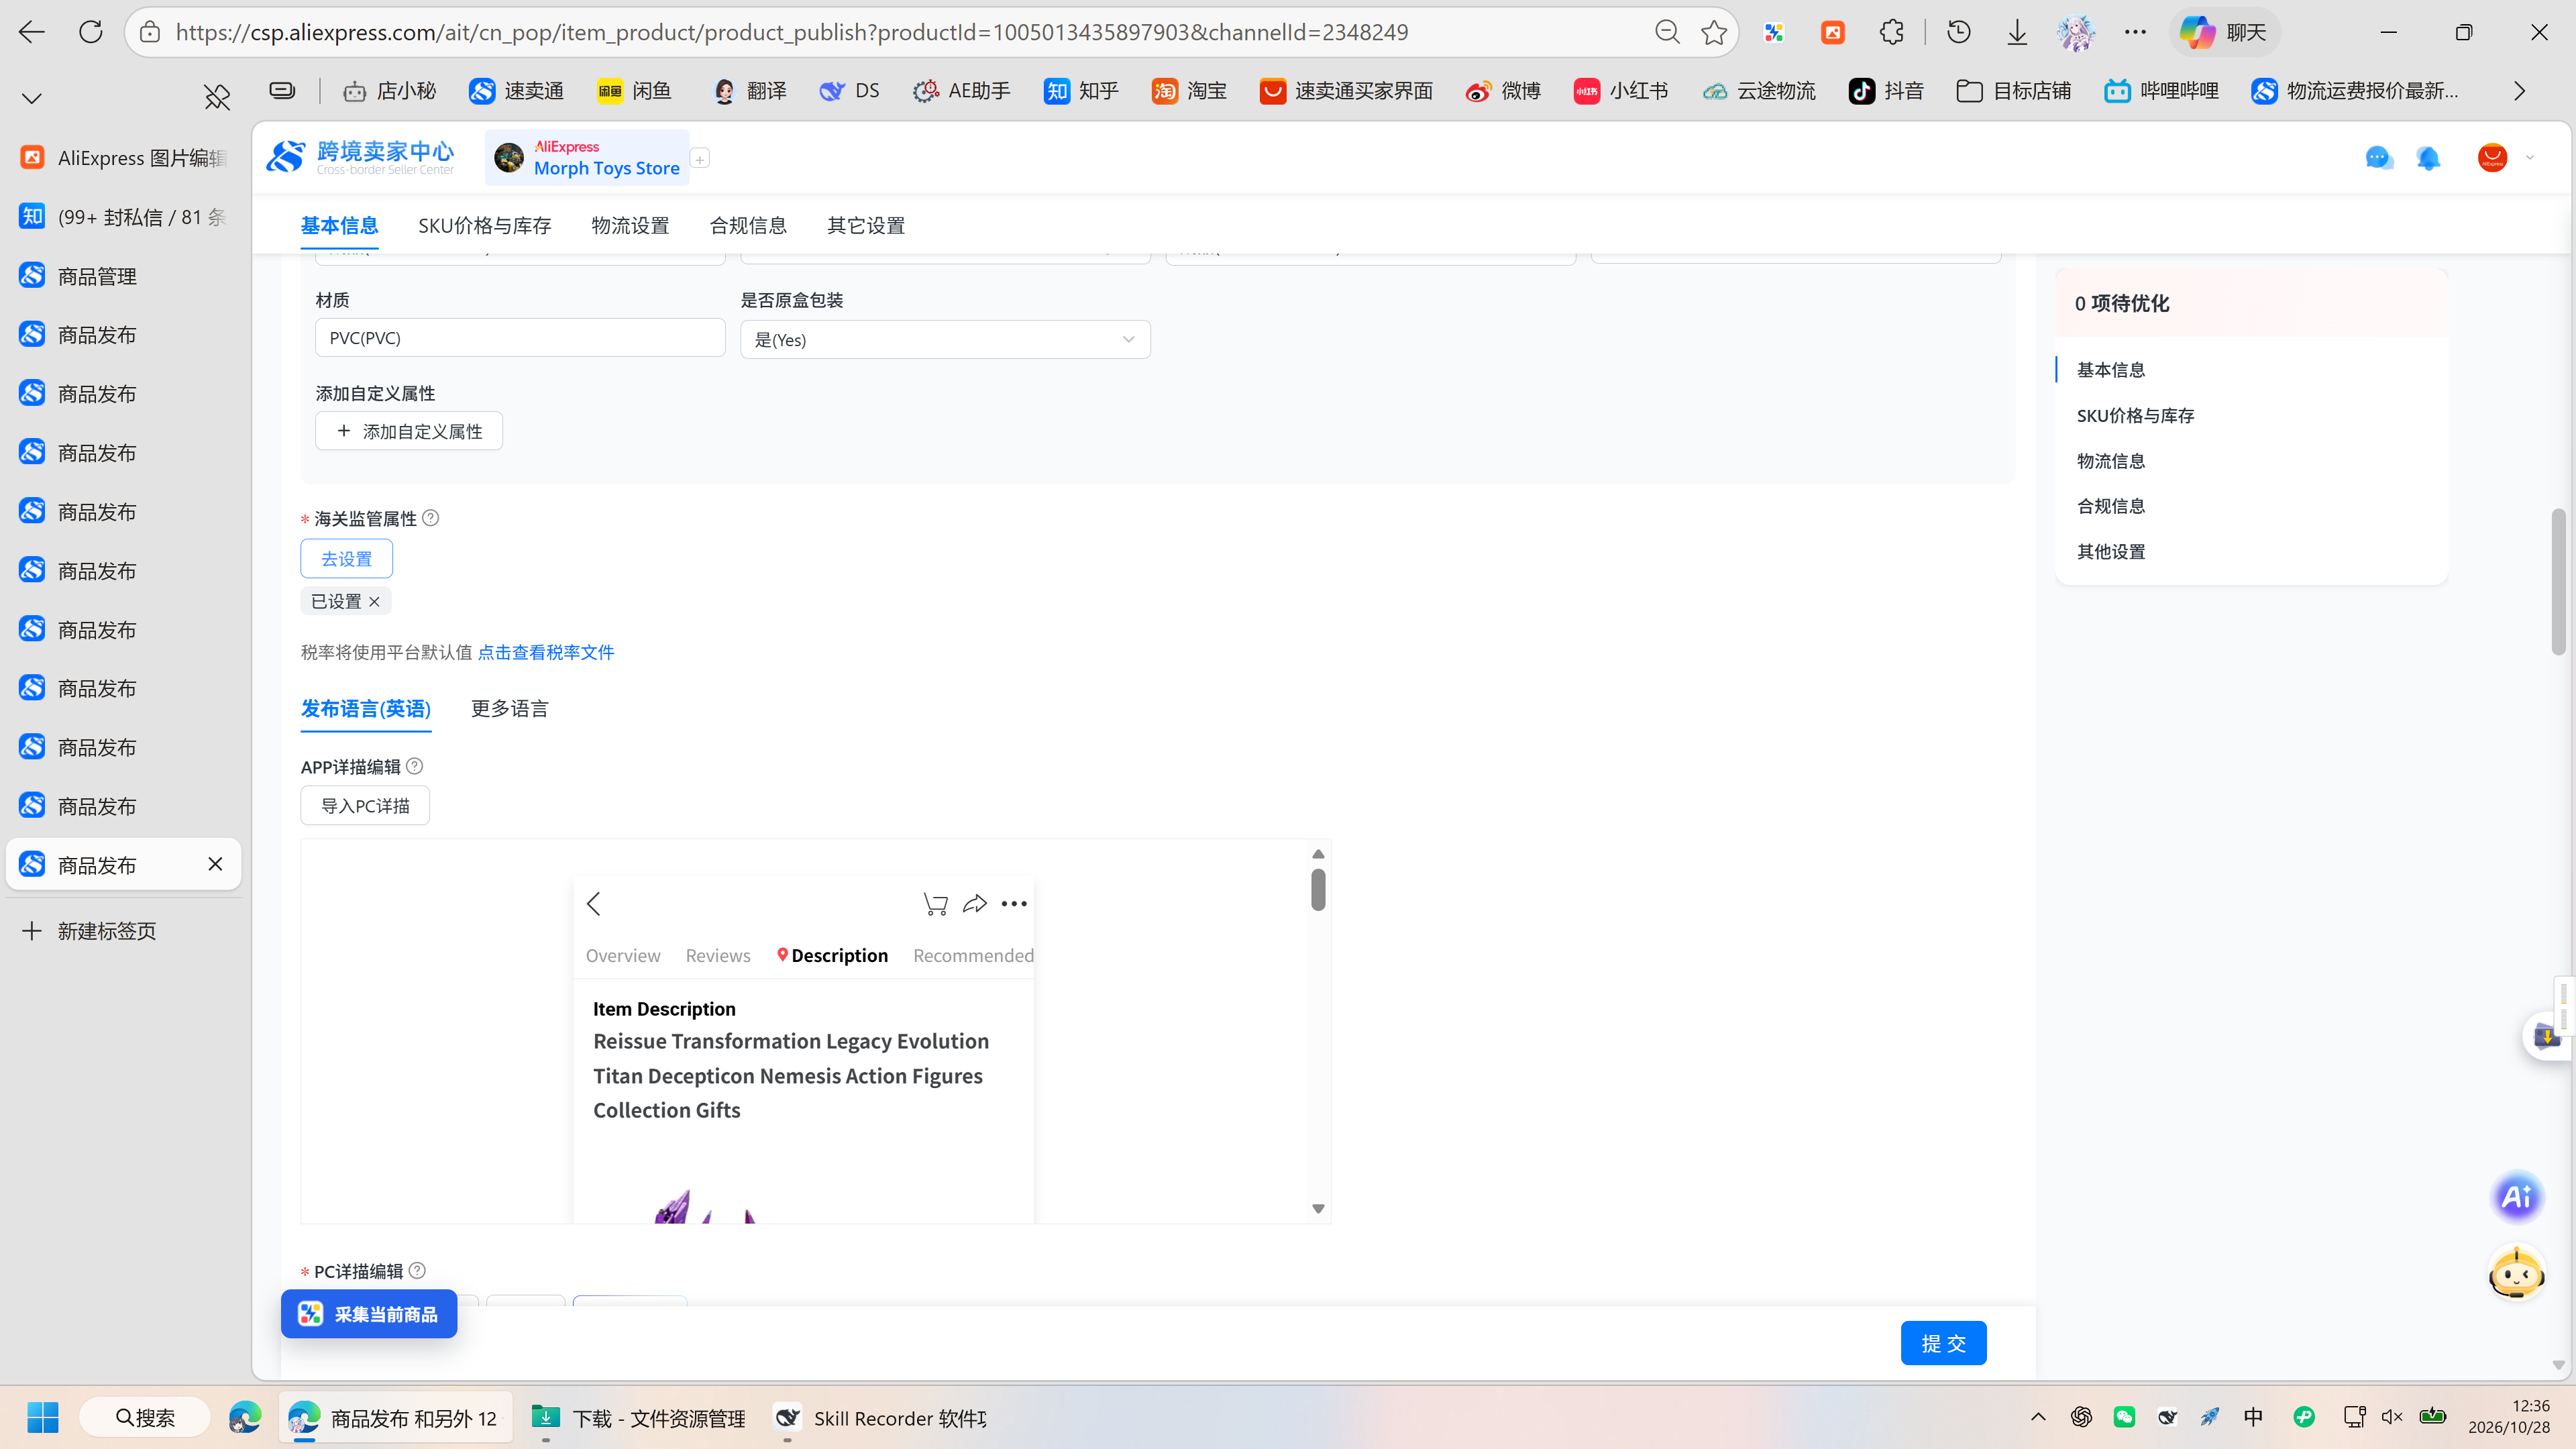 https://csp.aliexpress.com/ait/cn_pop/item_product/product_publish?productId=1005013435897903&channelId=2348249
聊天
店小秘
速卖通
闲鱼
翻译
DS
AE助手
知乎
淘宝
速卖通买家界面
微博
小红书
云途物流
抖音
目标店铺
哔哩哔哩
物流运费报价最新...
AliExpress 图片编辑
(99+ 封私信 / 81 条
商品管理
商品发布
商品发布
商品发布
商品发布
商品发布
商品发布
商品发布
商品发布
商品发布
商品发布
新建标签页
跨境卖家中心
Cross-border Seller Center
AliExpress
Morph Toys Store
基本信息
SKU价格与库存
物流设置
合规信息
其它设置
材质
是否原盒包装
PVC(PVC)
是(Yes)
添加自定义属性
+ 添加自定义属性
* 海关监管属性
去设置
已设置
税率将使用平台默认值 点击查看税率文件
发布语言(英语)
更多语言
APP详描编辑
导入PC详描
Overview
Reviews
Description
Recommended
Item Description
Reissue Transformation Legacy Evolution
Titan Decepticon Nemesis Action Figures
Collection Gifts
* PC详描编辑
采集当前商品
提 交
0 项待优化
基本信息
SKU价格与库存
物流信息
合规信息
其他设置
Ai
搜索
商品发布 和另外 12
下载 - 文件资源管理
Skill Recorder 软件
中
12:36
2026/10/28